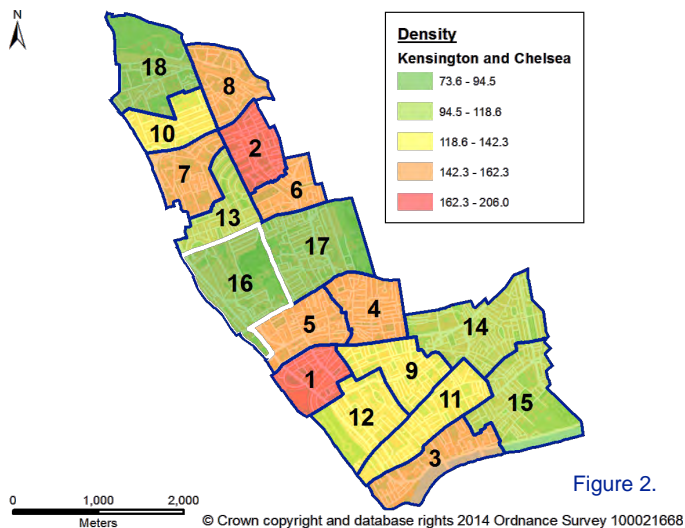 N
Density
Kensington and Chelsea
73.6 - 94.5
94.5 - 118.6
118.6 - 142.3
142.3 - 162.3
162.3 - 206.0
18
8
10
2
7
6
13
17
16
5
4
14
1
9
12
11
15
3
Figure 2.
0 1,000 2,000
Meters
© Crown copyright and database rights 2014 Ordnance Survey 100021668